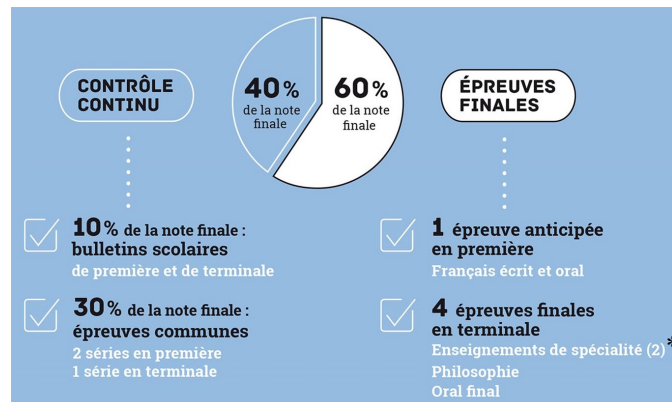 CONTRÔLE
CONTINU
40%
de la note
finale
60%
de la note
finale
ÉPREUVES
FINALES
10% de la note finale :
bulletins scolaires
de première et de terminale
30% de la note finale :
épreuves communes
2 séries en première
1 série en terminale
1 épreuve anticipée
en première
Français écrit et oral
4 épreuves finales
en terminale
Enseignements de spécialité (2)*
Philosophie
Oral final